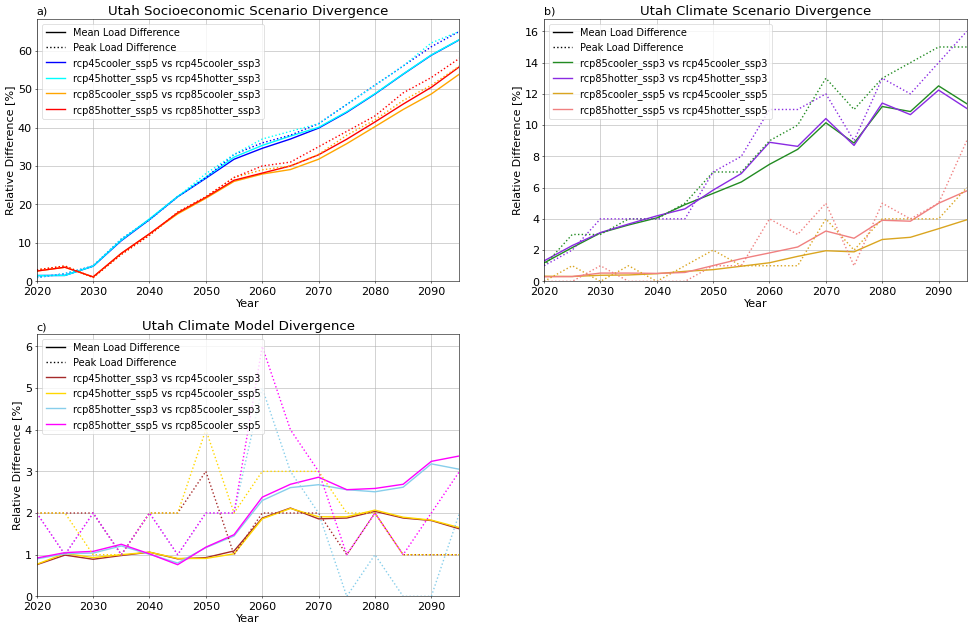 a)
Utah Socioeconomic Scenario Divergence
Mean Load Difference
Peak Load Difference
rcp45cooler_ssp5 vs rcp45cooler_ssp3
rcp45hotter_ssp5 vs rcp45hotter_ssp3
rcp85cooler_ssp5 vs rcp85cooler_ssp3
rcp85hotter_ssp5 vs rcp85hotter_ssp3
Relative Difference [%]
60
50
40
30
20
10
0
2020 2030 2040 2050 2060 2070 2080 2090
Year
b)
Utah Climate Scenario Divergence
Mean Load Difference
Peak Load Difference
rcp85cooler_ssp3 vs rcp45cooler_ssp3
rcp85hotter_ssp3 vs rcp45hotter_ssp3
rcp85cooler_ssp5 vs rcp45cooler_ssp5
rcp85hotter_ssp5 vs rcp45hotter_ssp5
Relative Difference [%]
16
14
12
10
8
6
4
2
0
2020 2030 2040 2050 2060 2070 2080 2090
Year
c)
Utah Climate Model Divergence
Mean Load Difference
Peak Load Difference
rcp45hotter_ssp3 vs rcp45cooler_ssp3
rcp45hotter_ssp5 vs rcp45cooler_ssp5
rcp85hotter_ssp3 vs rcp85cooler_ssp3
rcp85hotter_ssp5 vs rcp85cooler_ssp5
Relative Difference [%]
6
5
4
3
2
1
0
2020 2030 2040 2050 2060 2070 2080 2090
Year